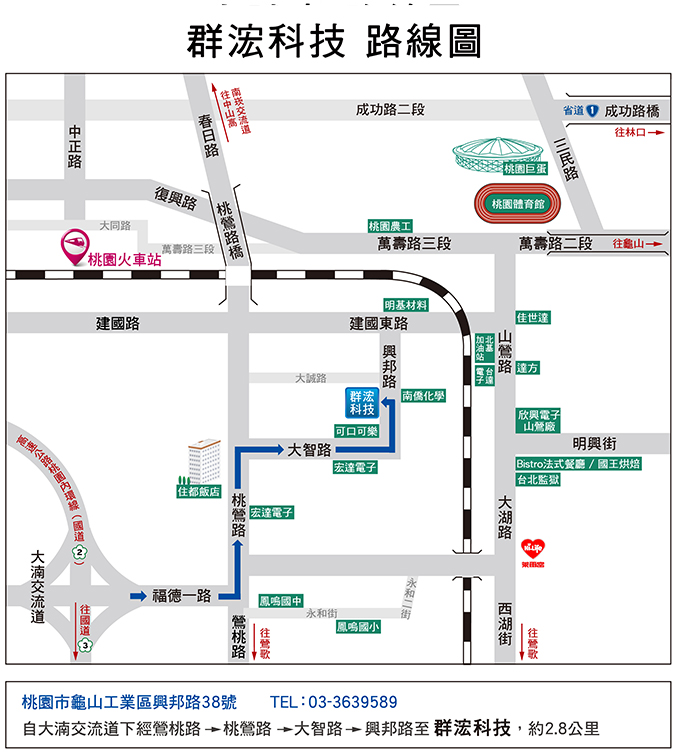 群浤科技 路線圖
成功路二段
省道 1 成功路橋
往林口
南崁交流道
往中山高
春日路
中正路
三民路
桃園巨蛋
桃園體育館
復興路
桃鶯路橋
大同路
萬壽路三段
桃園農工
萬壽路三段
萬壽路二段
往龜山
桃園火車站
明基材料
建國路
建國東路
佳世達
北基加油站
山鶯路
台達電子
達方
興邦路
大誠路
群浤科技
南僑化學
可口可樂
欣興電子
山鶯廠
明興街
大智路
宏達電子
Bistro法式餐廳 / 國王烘焙
台北監獄
高速公路桃園內環線(國道2)
住都飯店
桃鶯路
宏達電子
大湖路
Hi-Life
萊爾富
大湳交流道
福德一路
往國道3
鳳鳴國中
永和街
永和二街
鳳鳴國小
鶯桃路
往鶯歌
西湖街
往鶯歌
桃園市龜山工業區興邦路38號 TEL:03-3639589
自大湳交流道下經鶯桃路→桃鶯路→大智路→興邦路至 群浤科技，約2.8公里